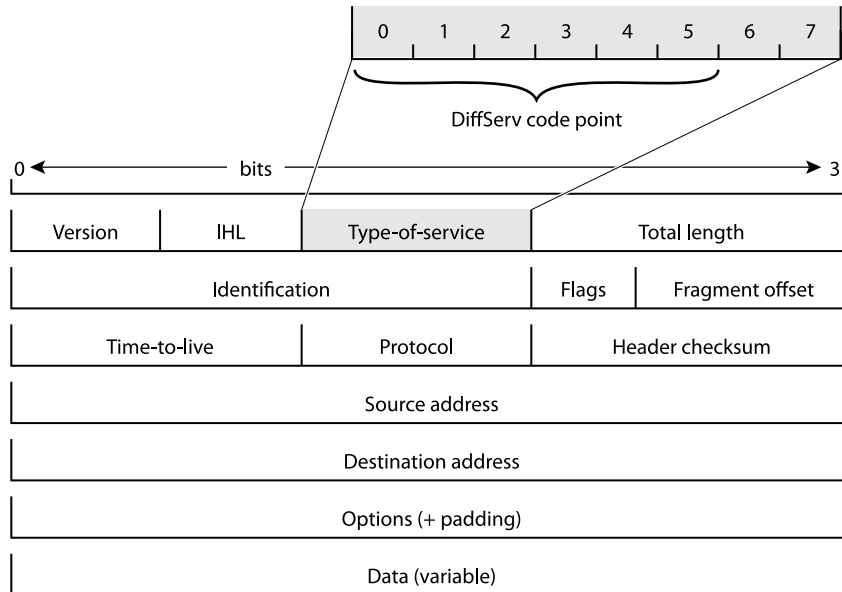 0 1 2 3 4 5 6 7
DiffServ code point
0 bits 3
Version IHL Type-of-service Total length
Identification Flags Fragment offset
Time-to-live Protocol Header checksum
Source address
Destination address
Options (+ padding)
Data (variable)